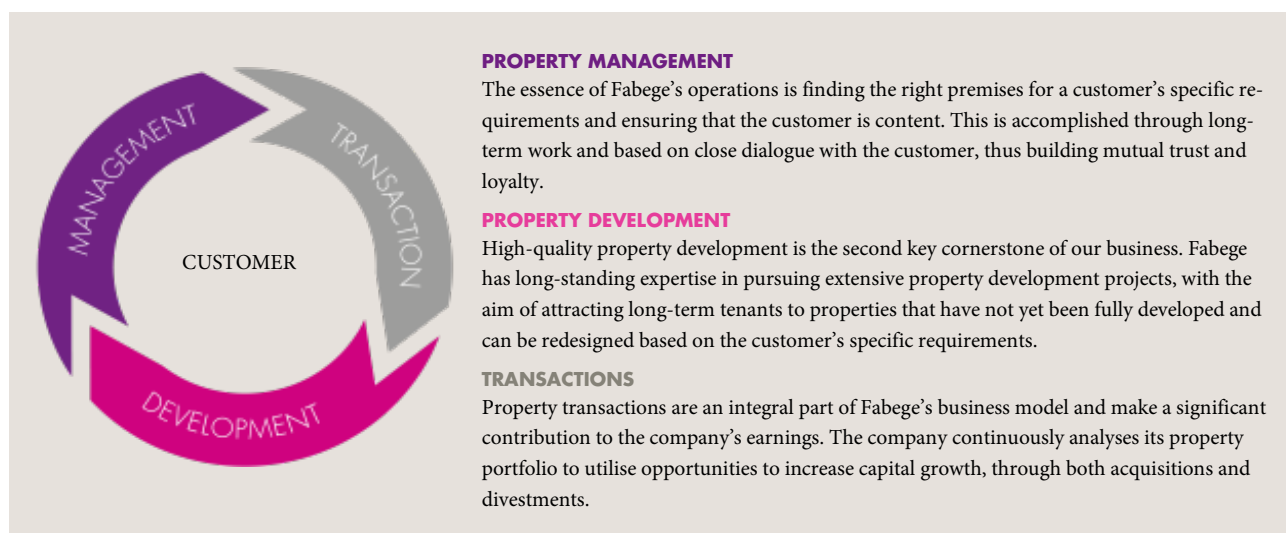 MANAGEMENT
TRANSACTION
CUSTOMER
DEVELOPMENT
PROPERTY MANAGEMENT
The essence of Fabege’s operations is finding the right premises for a customer’s specific re-
quirements and ensuring that the customer is content. This is accomplished through long-
term work and based on close dialogue with the customer, thus building mutual trust and
loyalty.
PROPERTY DEVELOPMENT
High-quality property development is the second key cornerstone of our business. Fabege
has long-standing expertise in pursuing extensive property development projects, with the
aim of attracting long-term tenants to properties that have not yet been fully developed and
can be redesigned based on the customer’s specific requirements.
TRANSACTIONS
Property transactions are an integral part of Fabege’s business model and make a significant
contribution to the company’s earnings. The company continuously analyses its property
portfolio to utilise opportunities to increase capital growth, through both acquisitions and
divestments.